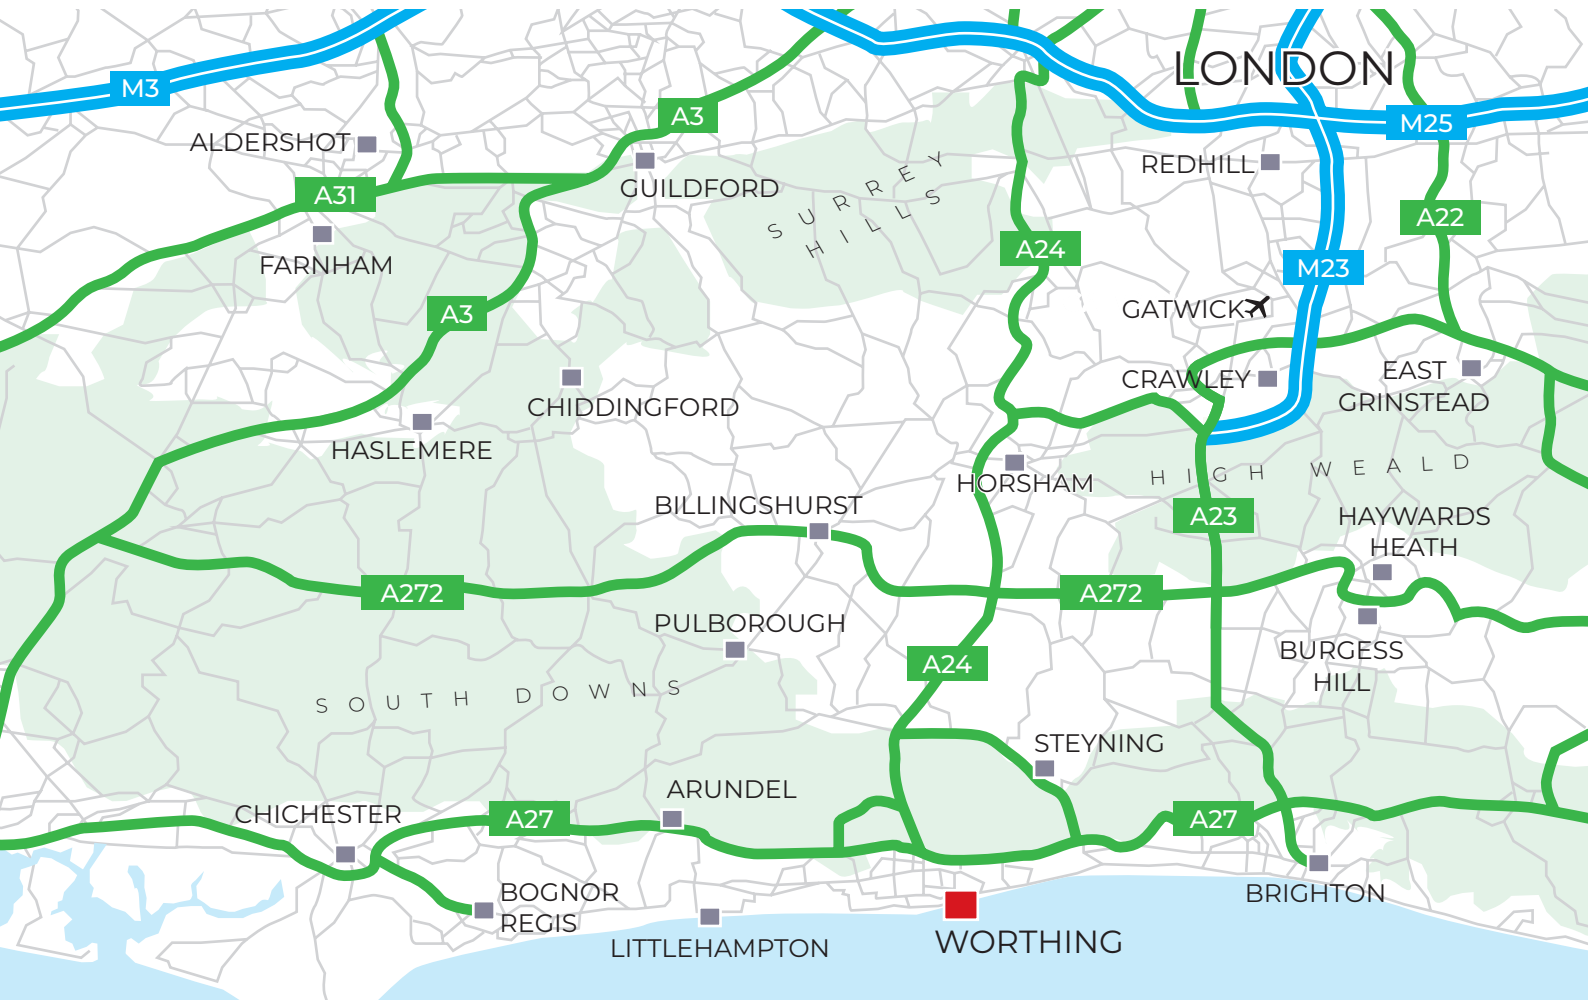 LONDON
M3
A3
M25
ALDERSHOT
REDHILL
GUILDFORD
SURREY
HILLS
A31
A22
A24
FARNHAM
M23
A3
GATWICK
CRAWLEY
EAST
GRINSTEAD
CHIDDINGFORD
HASLEMERE
HORSHAM
HIGH WEALD
BILLINGSHURST
A23
HAYWARDS
HEATH
A272
A272
PULBOROUGH
BURGESS
HILL
A24
SOUTH DOWNS
STEYNING
ARUNDEL
CHICHESTER
A27
A27
BOGNOR
REGIS
BRIGHTON
LITTLEHAMPTON
WORTHING